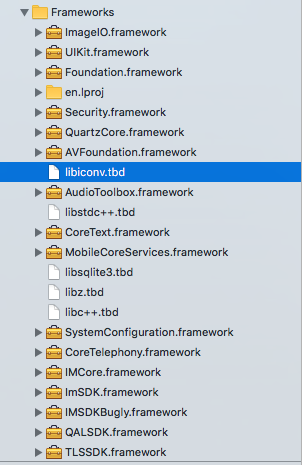 Frameworks
ImageIO.framework
UIKit.framework
Foundation.framework
en.lproj
Security.framework
QuartzCore.framework
AVFoundation.framework
libiconv.tbd
AudioToolbox.framework
libstdc++.tbd
CoreText.framework
MobileCoreServices.framework
libsqlite3.tbd
libz.tbd
libc++.tbd
SystemConfiguration.framework
CoreTelephony.framework
IMCore.framework
ImSDK.framework
IMSDKBugly.framework
QALSDK.framework
TLSSDK.framework